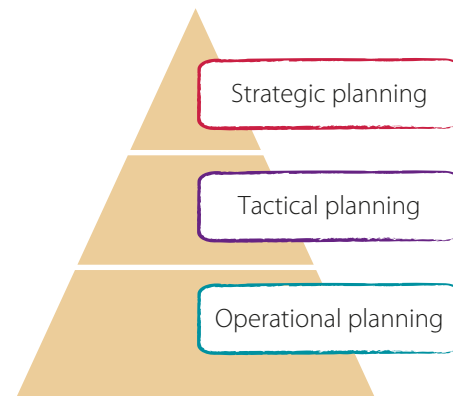 Strategic planning
Tactical planning
Operational planning